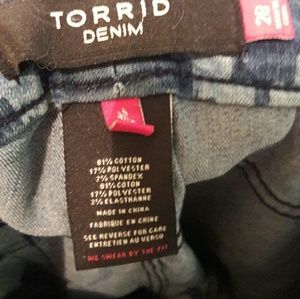 TORRID
DENIM
28
81% COTTON
17% POLYESTER
2% SPANDEX
81% COTON
17% POLYESTER
2% ELASTHANNE
MADE IN CHINA
FABRIQUE EN CHINE
SEE REVERSE FOR CARE
ENTRETIEN AU VERSO
WE SWEAR BY THE FIT